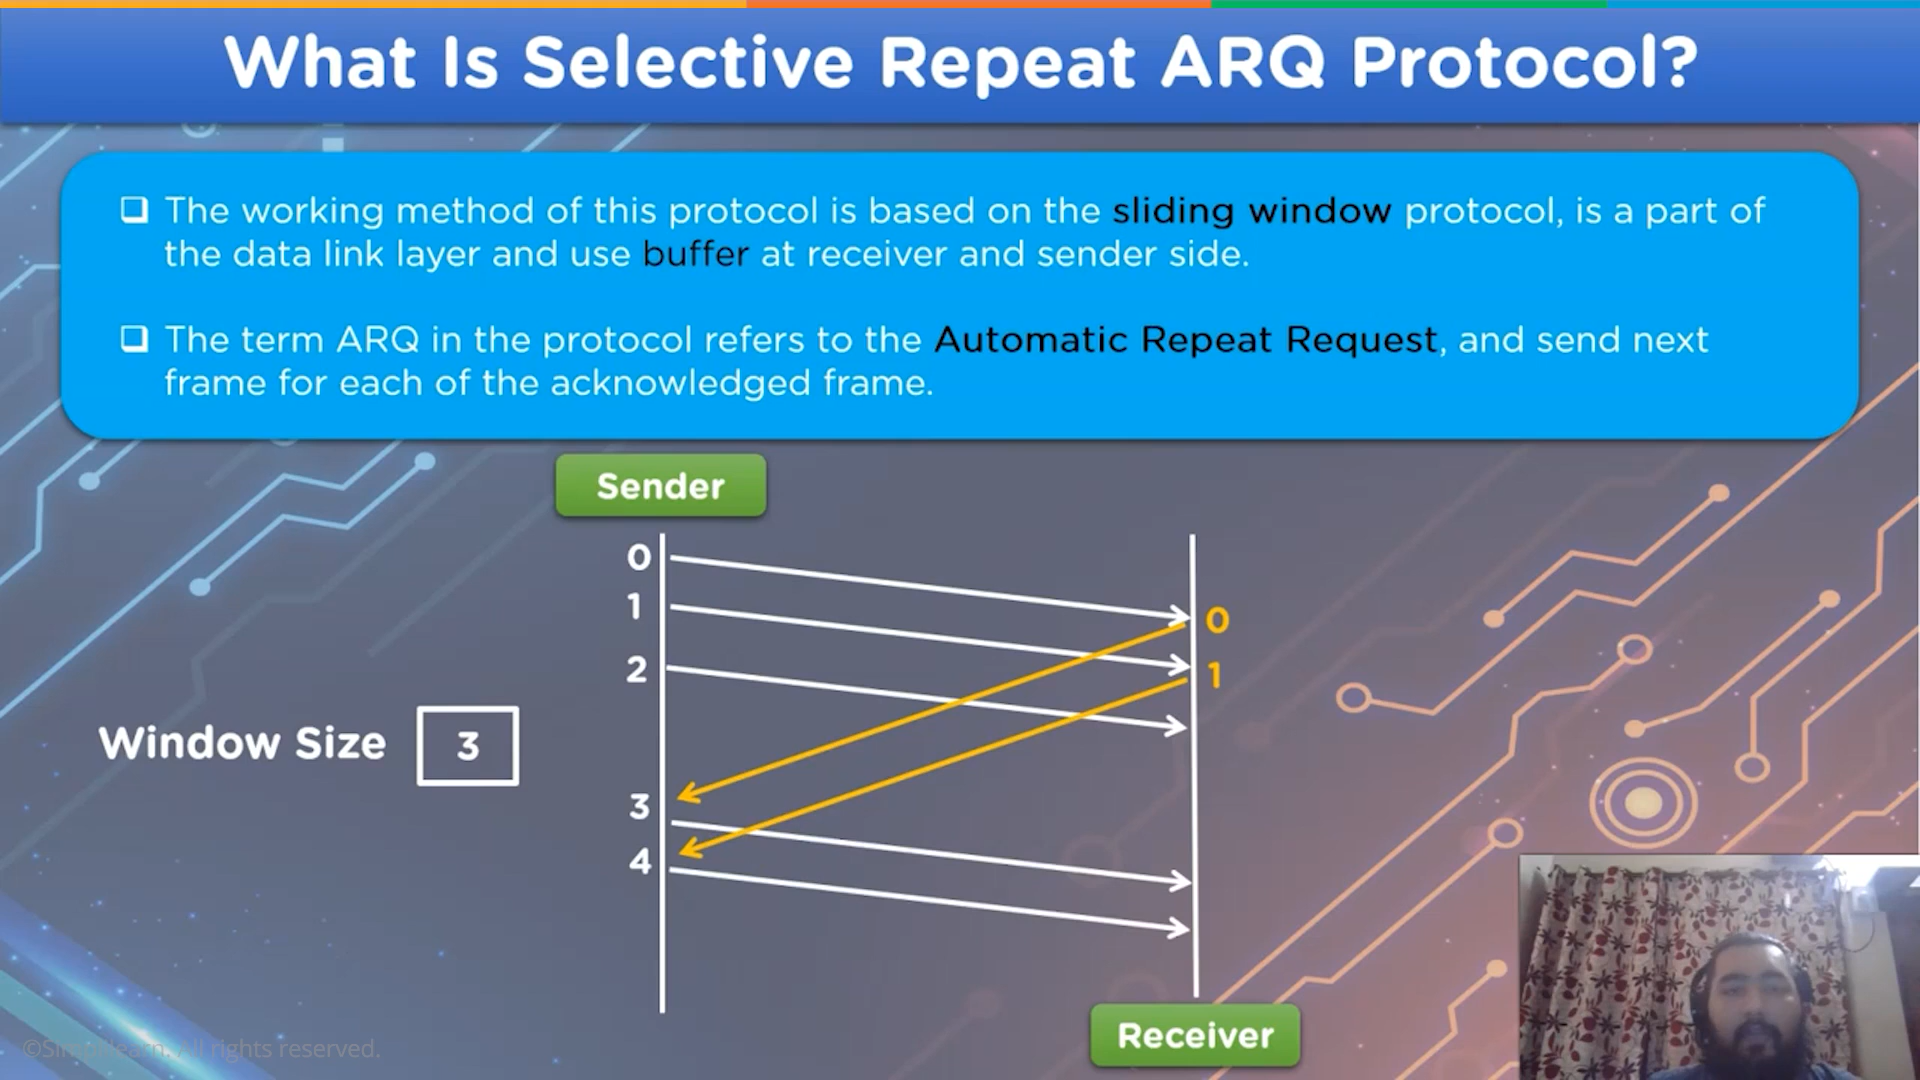 What Is Selective Repeat ARQ Protocol?
The working method of this protocol is based on the sliding window protocol, is a part of
the data link layer and use buffer at receiver and sender side.
The term ARQ in the protocol refers to the Automatic Repeat Request, and send next
frame for each of the acknowledged frame.
Sender
0
1
2
3
4
0
1
Window Size 3
Receiver
©Simplilearn. All rights reserved.